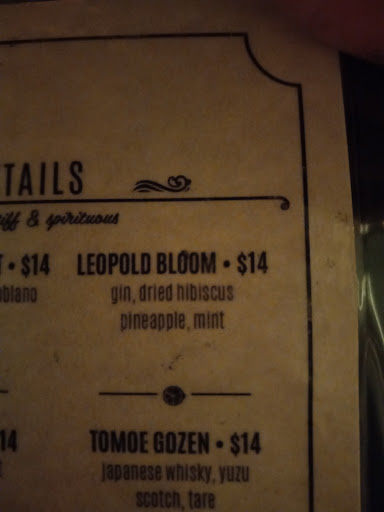 TAILS
iff & spirituous
T • $14 LEOPOLD BLOOM • $14
blano gin, dried hibiscus
pineapple, mint
14 TOMOE GOZEN • $14
japanese whisky, yuzu
scotch, tare